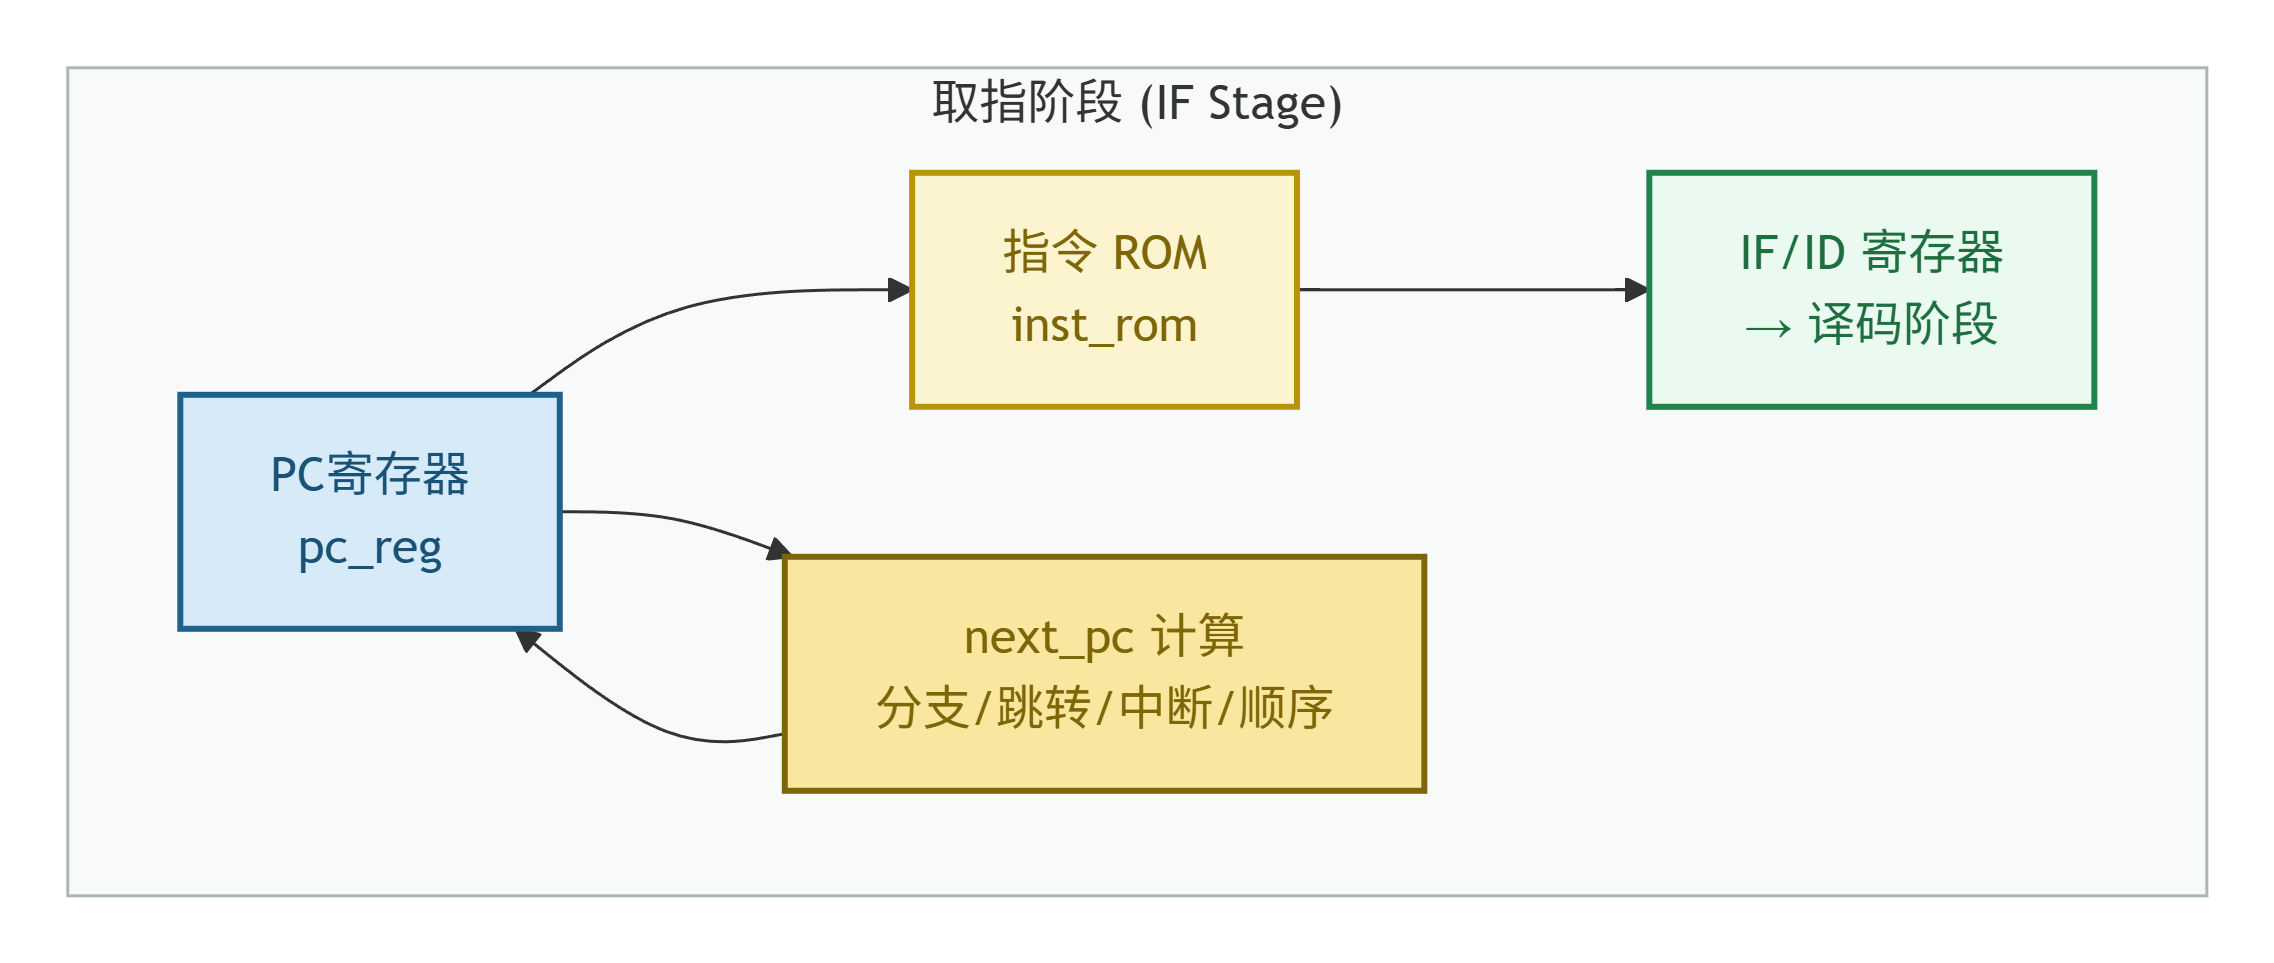 取指阶段 (IF Stage)
指令 ROM
inst_rom
IF/ID 寄存器
→ 译码阶段
PC寄存器
pc_reg
next_pc 计算
分支/跳转/中断/顺序